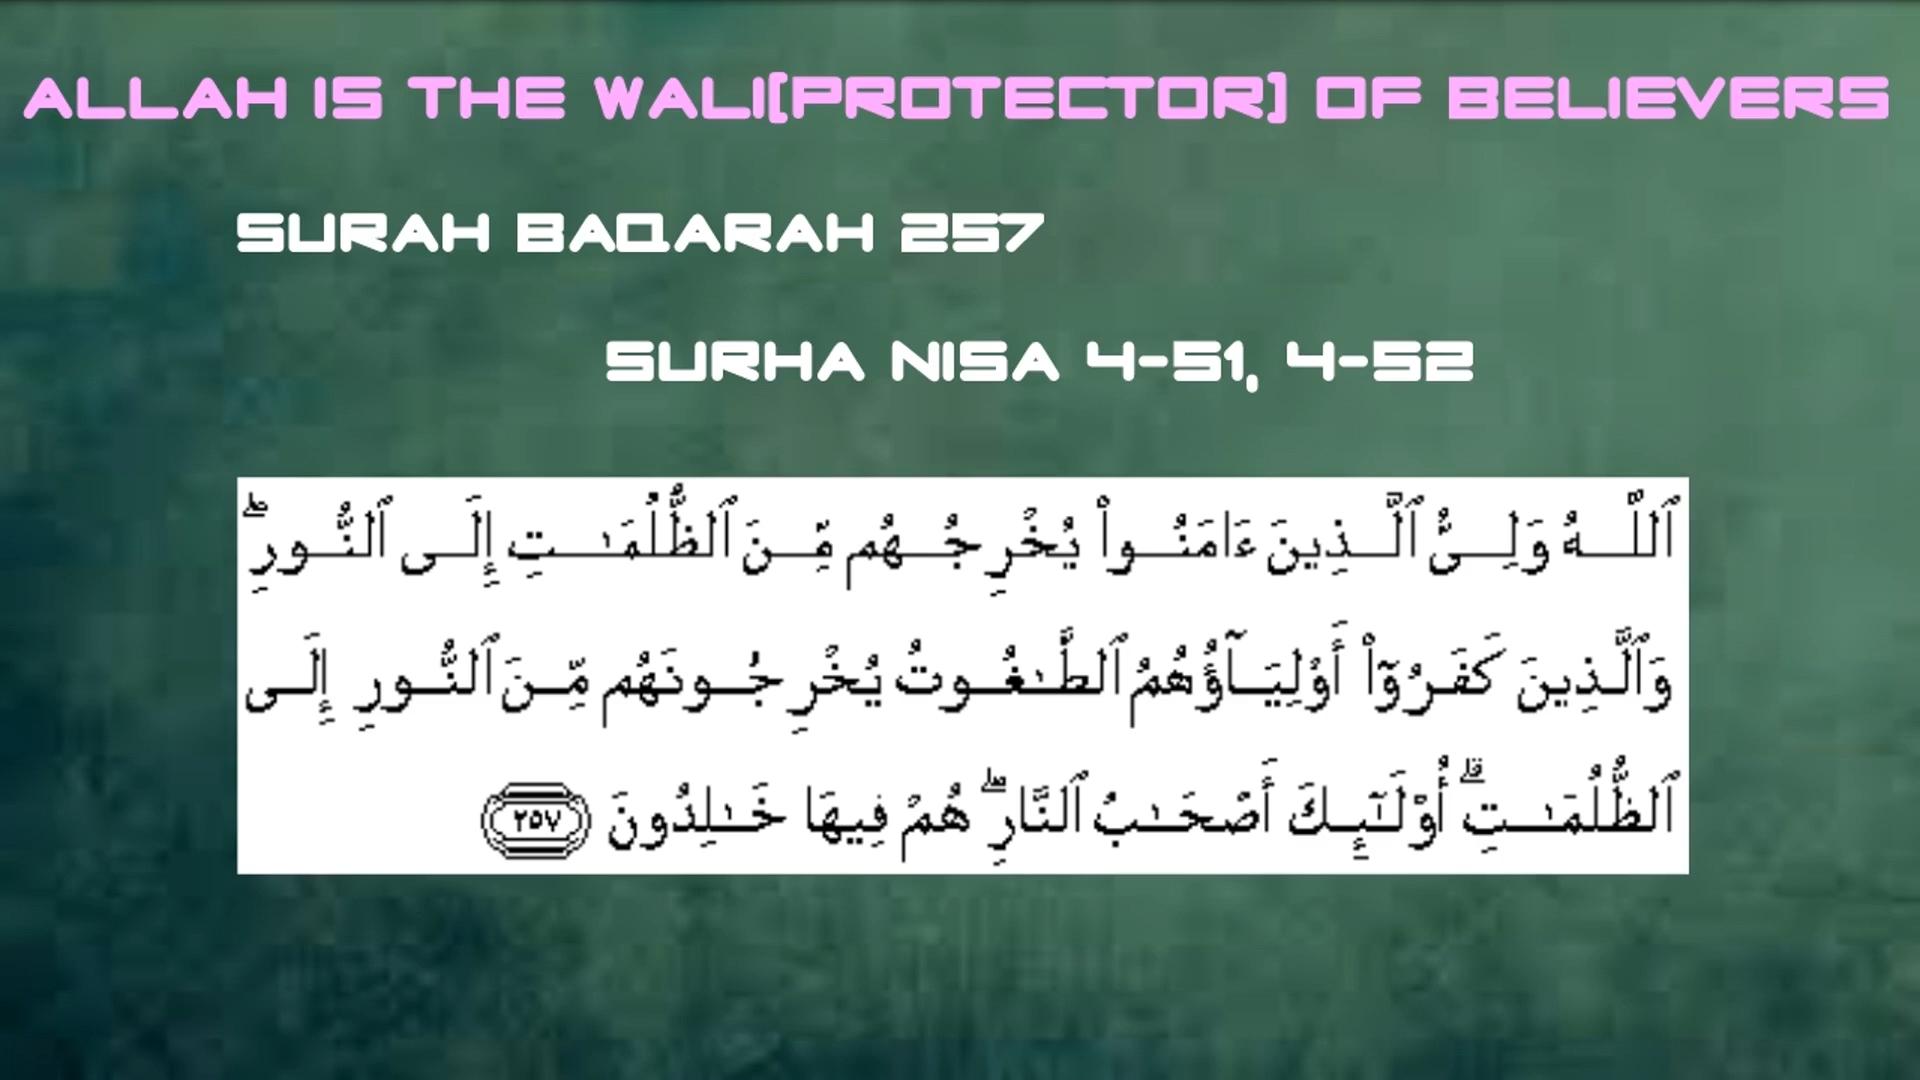 ALLAH IS THE WALI[PROTECTOR] OF BELIEVERS
SURAH BAQARAH 257
SURHA NISA 4-51, 4-52
ٱللَّهُ وَلِىُّ ٱلَّذِينَ ءَامَنُوا۟ يُخْرِجُهُم مِّنَ ٱلظُّلُمَٰتِ إِلَى ٱلنُّورِ ۖ
وَٱلَّذِينَ كَفَرُوٓا۟ أَوْلِيَآؤُهُمُ ٱلطَّٰغُوتُ يُخْرِجُونَهُم مِّنَ ٱلنُّورِ إِلَى
ٱلظُّلُمَٰتِ ۗ أُو۟لَٰٓئِكَ أَصْحَٰبُ ٱلنَّارِ ۖ هُمْ فِيهَا خَٰلِدُونَ ٢٥٧